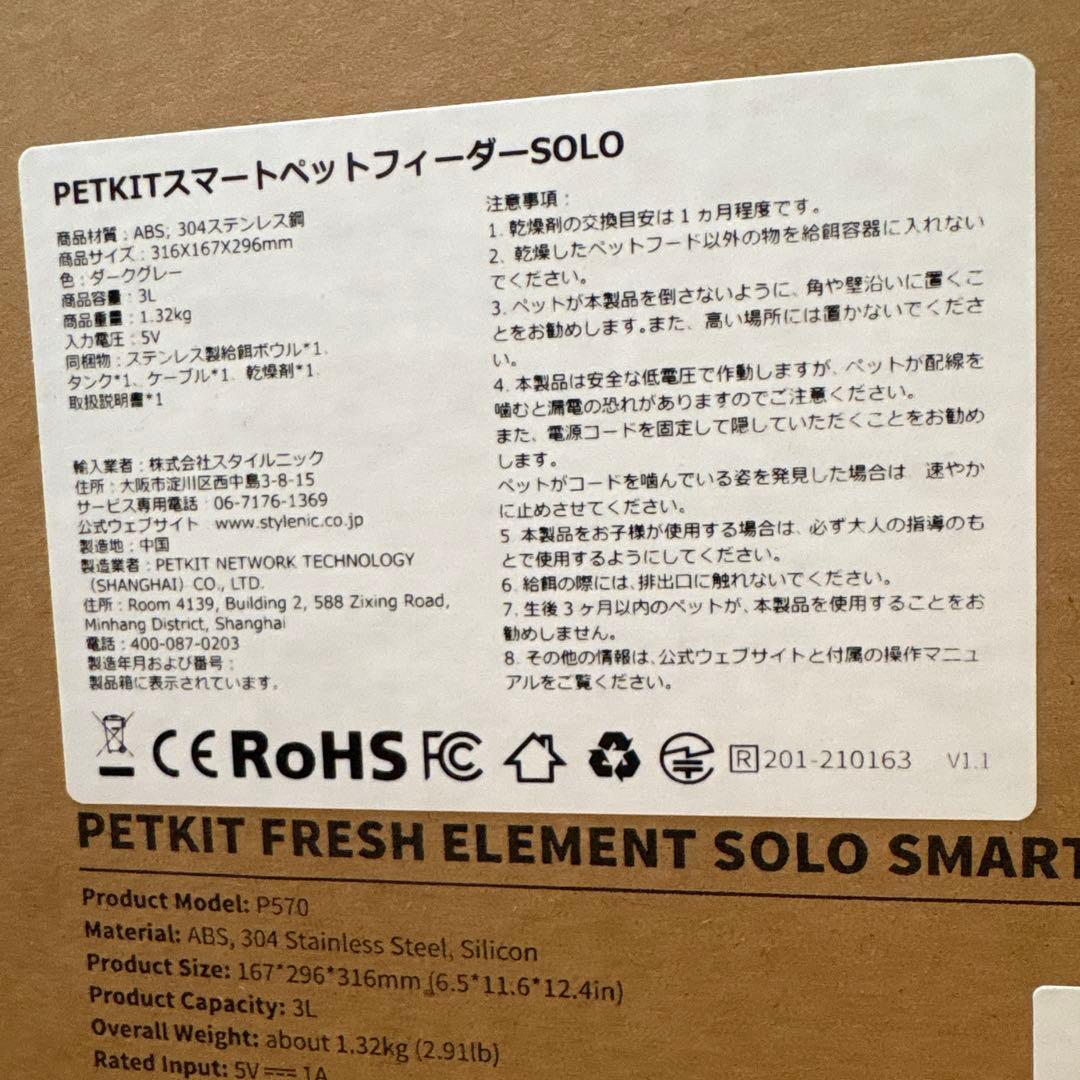 PETKITスマートペットフィーダーSOLO
商品材質：ABS; 304ステンレス鋼
商品サイズ：316X167X296mm
色：ダークグレー
商品容量：3L
商品重量：1.32kg
入力電圧：5V
同梱物：ステンレス製給餌ボウル*1、
タンク*1、ケーブル*1、乾燥剤*1、
取扱説明書*1
輸入業者：株式会社スタイルニック
住所：大阪市淀川区西中島3-8-15
サービス専用電話：06-7176-1369
公式ウェブサイト www.stylenic.co.jp
製造地：中国
製造業者：PETKIT NETWORK TECHNOLOGY
（SHANGHAI）CO., LTD.
住所：Room 4139, Building 2, 588 Zixing Road,
Minhang District, Shanghai
電話：400-087-0203
製造年月および番号：
製品箱に表示されています。
注意事項：
1. 乾燥剤の交換目安は１ヵ月程度です。
2、乾燥したペットフード以外の物を給餌容器に入れない
でください。
3. ペットが本製品を倒さないように、角や壁沿いに置くこ
とをお勧めします。また、高い場所には置かないでくださ
い。
4. 本製品は安全な低電圧で作動しますが、ペットが配線を
噛むと漏電の恐れがありますのでご注意ください。
また、電源コードを固定して隠していただくことをお勧め
します。
ペットがコードを噛んでいる姿を発見した場合は、速やか
に止めさせてください。
5. 本製品をお子様が使用する場合は、必ず大人の指導のも
とで使用するようにしてください。
6. 給餌の際には、排出口に触れないでください。
7. 生後３ヶ月以内のペットが、本製品を使用することをお
勧めしません。
8. その他の情報は、公式ウェブサイトと付属の操作マニュ
アルをご覧ください。
CE RoHS FC R 201-210163 V1.1
PETKIT FRESH ELEMENT SOLO SMART
Product Model: P570
Material: ABS, 304 Stainless Steel, Silicon
Product Size: 167*296*316mm (6.5*11.6*12.4in)
Product Capacity: 3L
Overall Weight: about 1.32kg (2.91lb)
Rated Input: 5V⎓1A